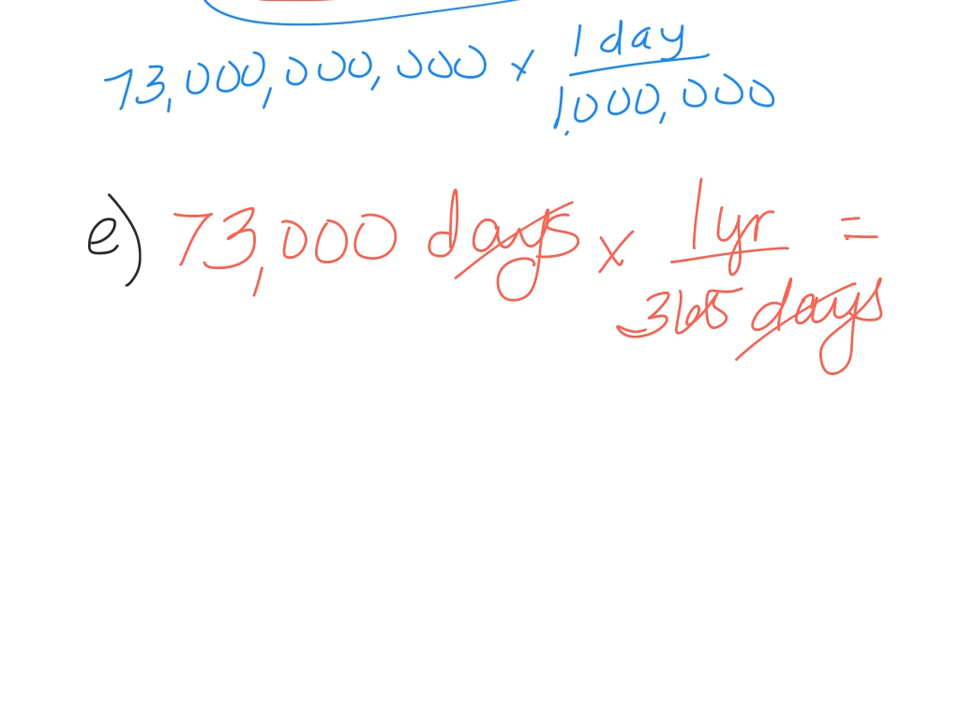 73,000,000,000 × 1 day
1,000,000
e) 73,000 days × 1 yr =
365 days